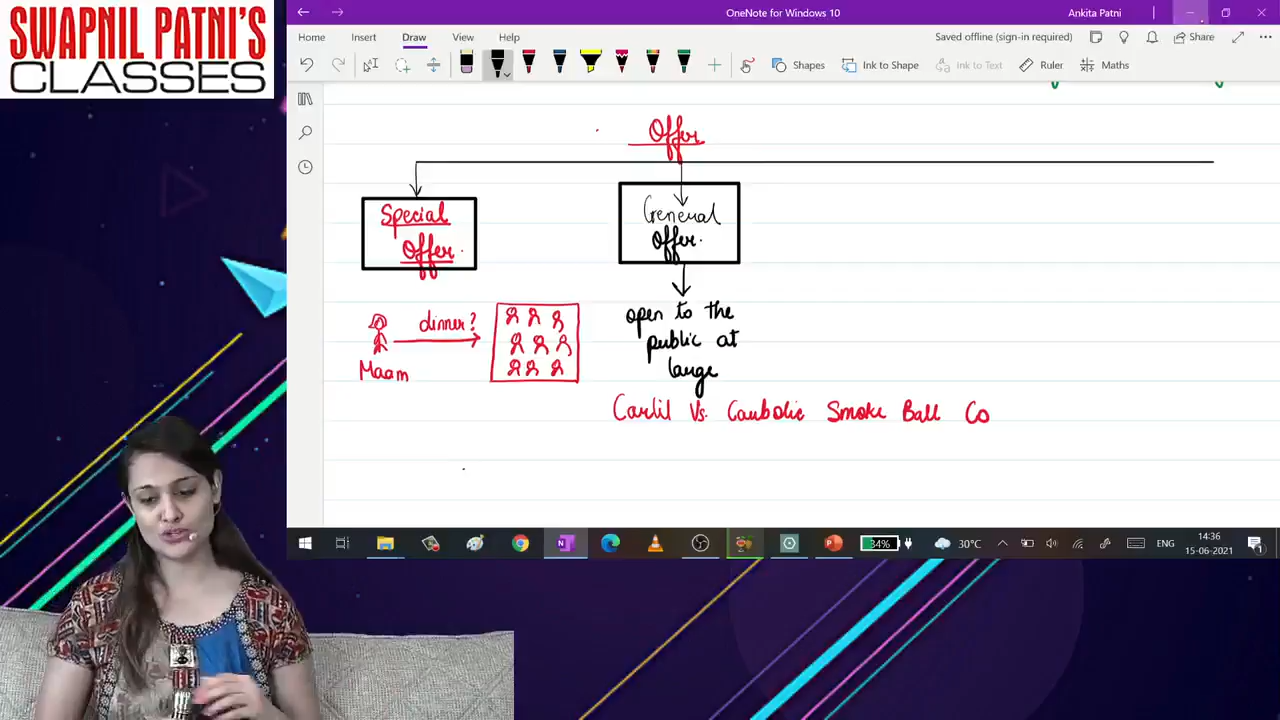 SWAPNIL PATNI'S
CLASSES
OneNote for Windows 10
Ankita Patni
Home Insert Draw View Help
Saved offline (sign-in required)
Share
Shapes Ink to Shape Ink to Text Ruler Maths
Offer
Special
Offer.
General
Offer.
dinner?
Maam
open to the
public at
large
Carlil Vs. Carbolic Smoke Ball Co
34% 30°C ENG 14:36
15-06-2021